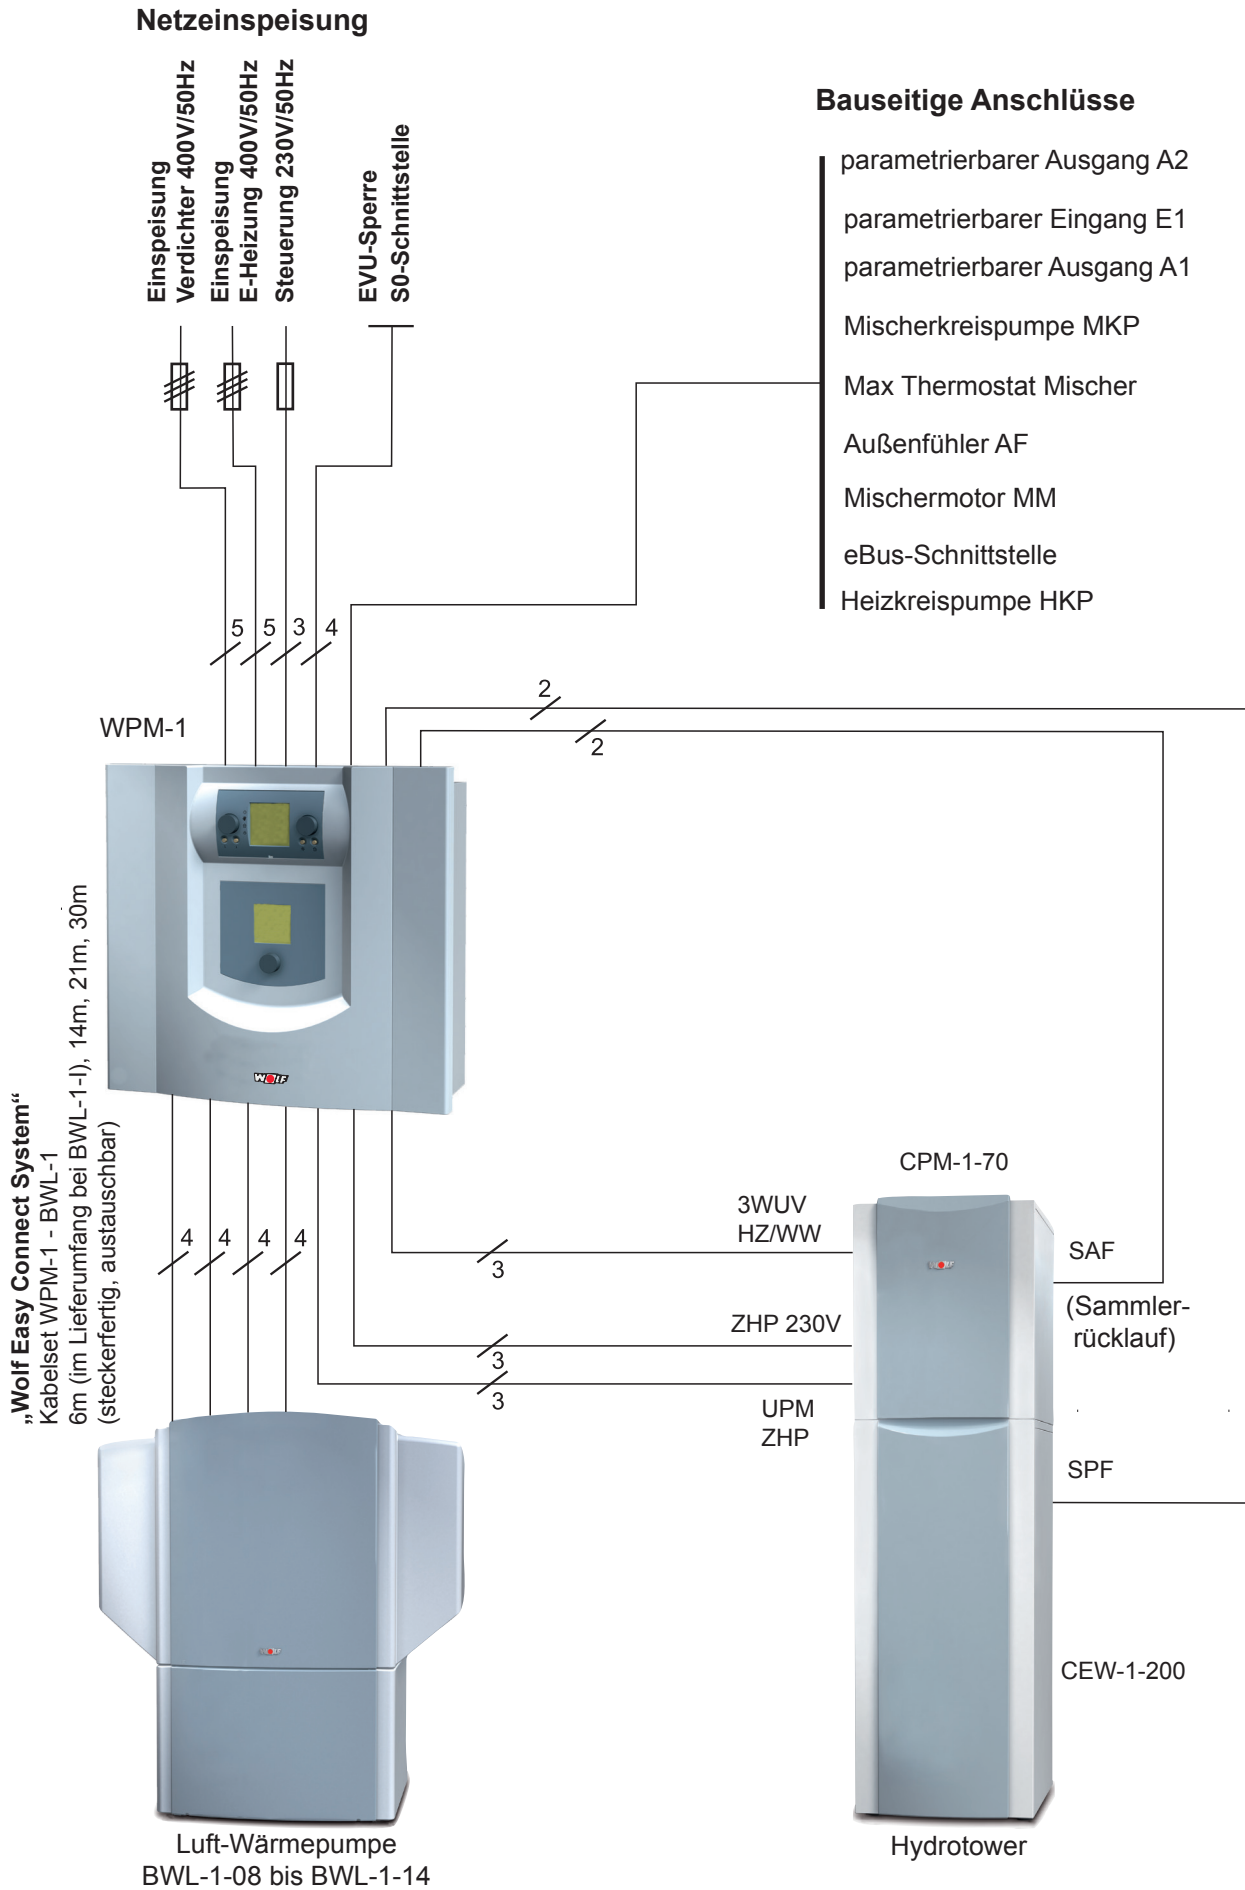 Netzeinspeisung
Einspeisung
Verdichter 400V/50Hz
Einspeisung
E-Heizung 400V/50Hz
Steuerung 230V/50Hz
EVU-Sperre
S0-Schnittstelle
Bauseitige Anschlüsse
parametrierbarer Ausgang A2
parametrierbarer Eingang E1
parametrierbarer Ausgang A1
Mischerkreispumpe MKP
Max Thermostat Mischer
Außenfühler AF
Mischermotor MM
eBus-Schnittstelle
Heizkreispumpe HKP
5
5
3
4
2
2
WPM-1
WOLF
„Wolf Easy Connect System“
Kabelset WPM-1 - BWL-1
6m (im Lieferumfang bei BWL-1-I), 14m, 21m, 30m
(steckerfertig, austauschbar)
4
4
4
4
3WUV
HZ/WW
3
ZHP 230V
3
3
UPM
ZHP
CPM-1-70
WOLF
SAF
(Sammler-
rücklauf)
SPF
CEW-1-200
WOLF
Luft-Wärmepumpe
BWL-1-08 bis BWL-1-14
Hydrotower